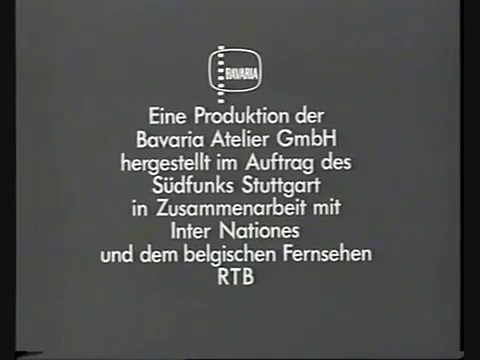 BAVARIA
Eine Produktion der
Bavaria Atelier GmbH
hergestellt im Auftrag des
Südfunks Stuttgart
in Zusammenarbeit mit
Inter Nationes
und dem belgischen Fernsehen
RTB